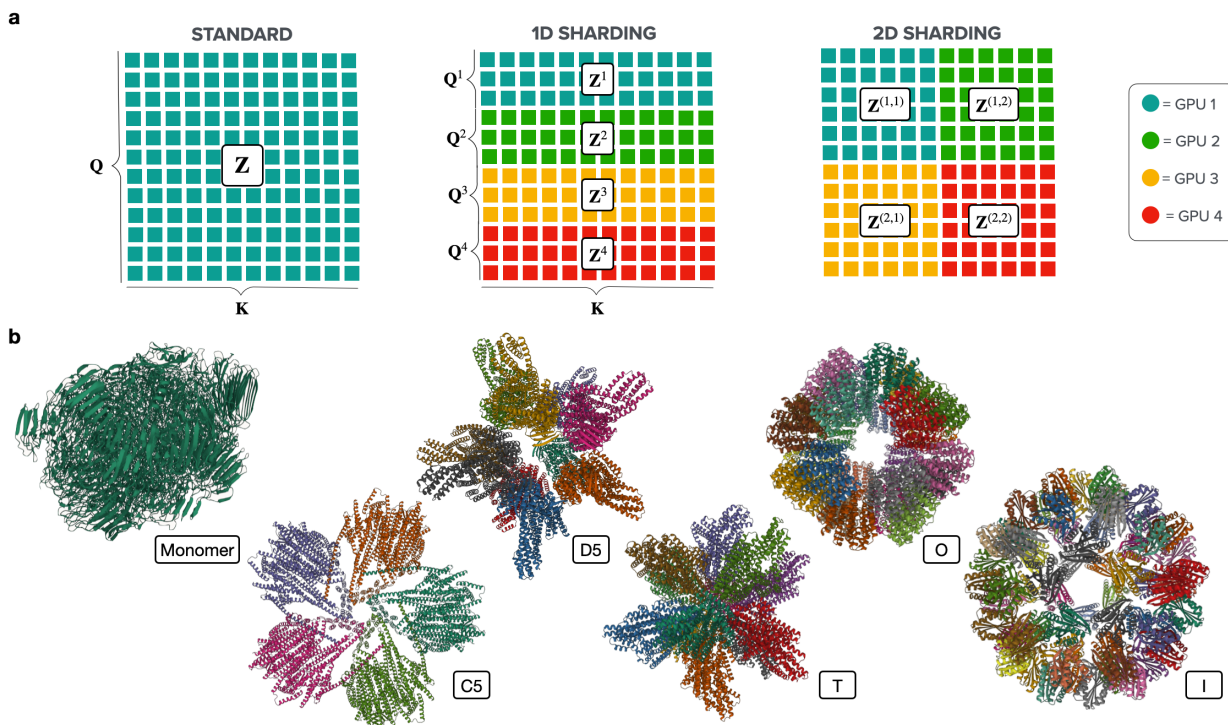 a
STANDARD
1D SHARDING
2D SHARDING
Q
Z
K
Q¹
Q²
Q³
Q⁴
Z¹
Z²
Z³
Z⁴
K
Z⁽¹,¹⁾
Z⁽¹,²⁾
Z⁽²,¹⁾
Z⁽²,²⁾
= GPU 1
= GPU 2
= GPU 3
= GPU 4
b
Monomer
C5
D5
T
O
I